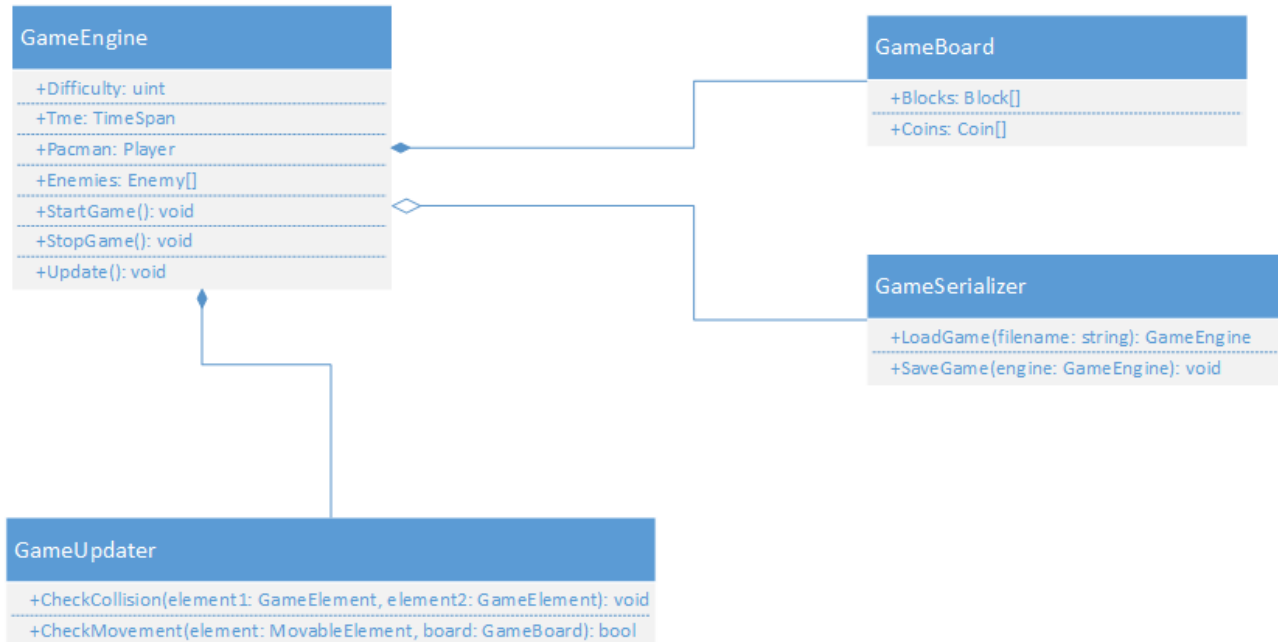 GameEngine
+Difficulty: uint
+Tme: TimeSpan
+Pacman: Player
+Enemies: Enemy[]
+StartGame(): void
+StopGame(): void
+Update(): void
GameBoard
+Blocks: Block[]
+Coins: Coin[]
GameSerializer
+LoadGame(filename: string): GameEngine
+SaveGame(engine: GameEngine): void
GameUpdater
+CheckCollision(element1: GameElement, element2: GameElement): void
+CheckMovement(element: MovableElement, board: GameBoard): bool